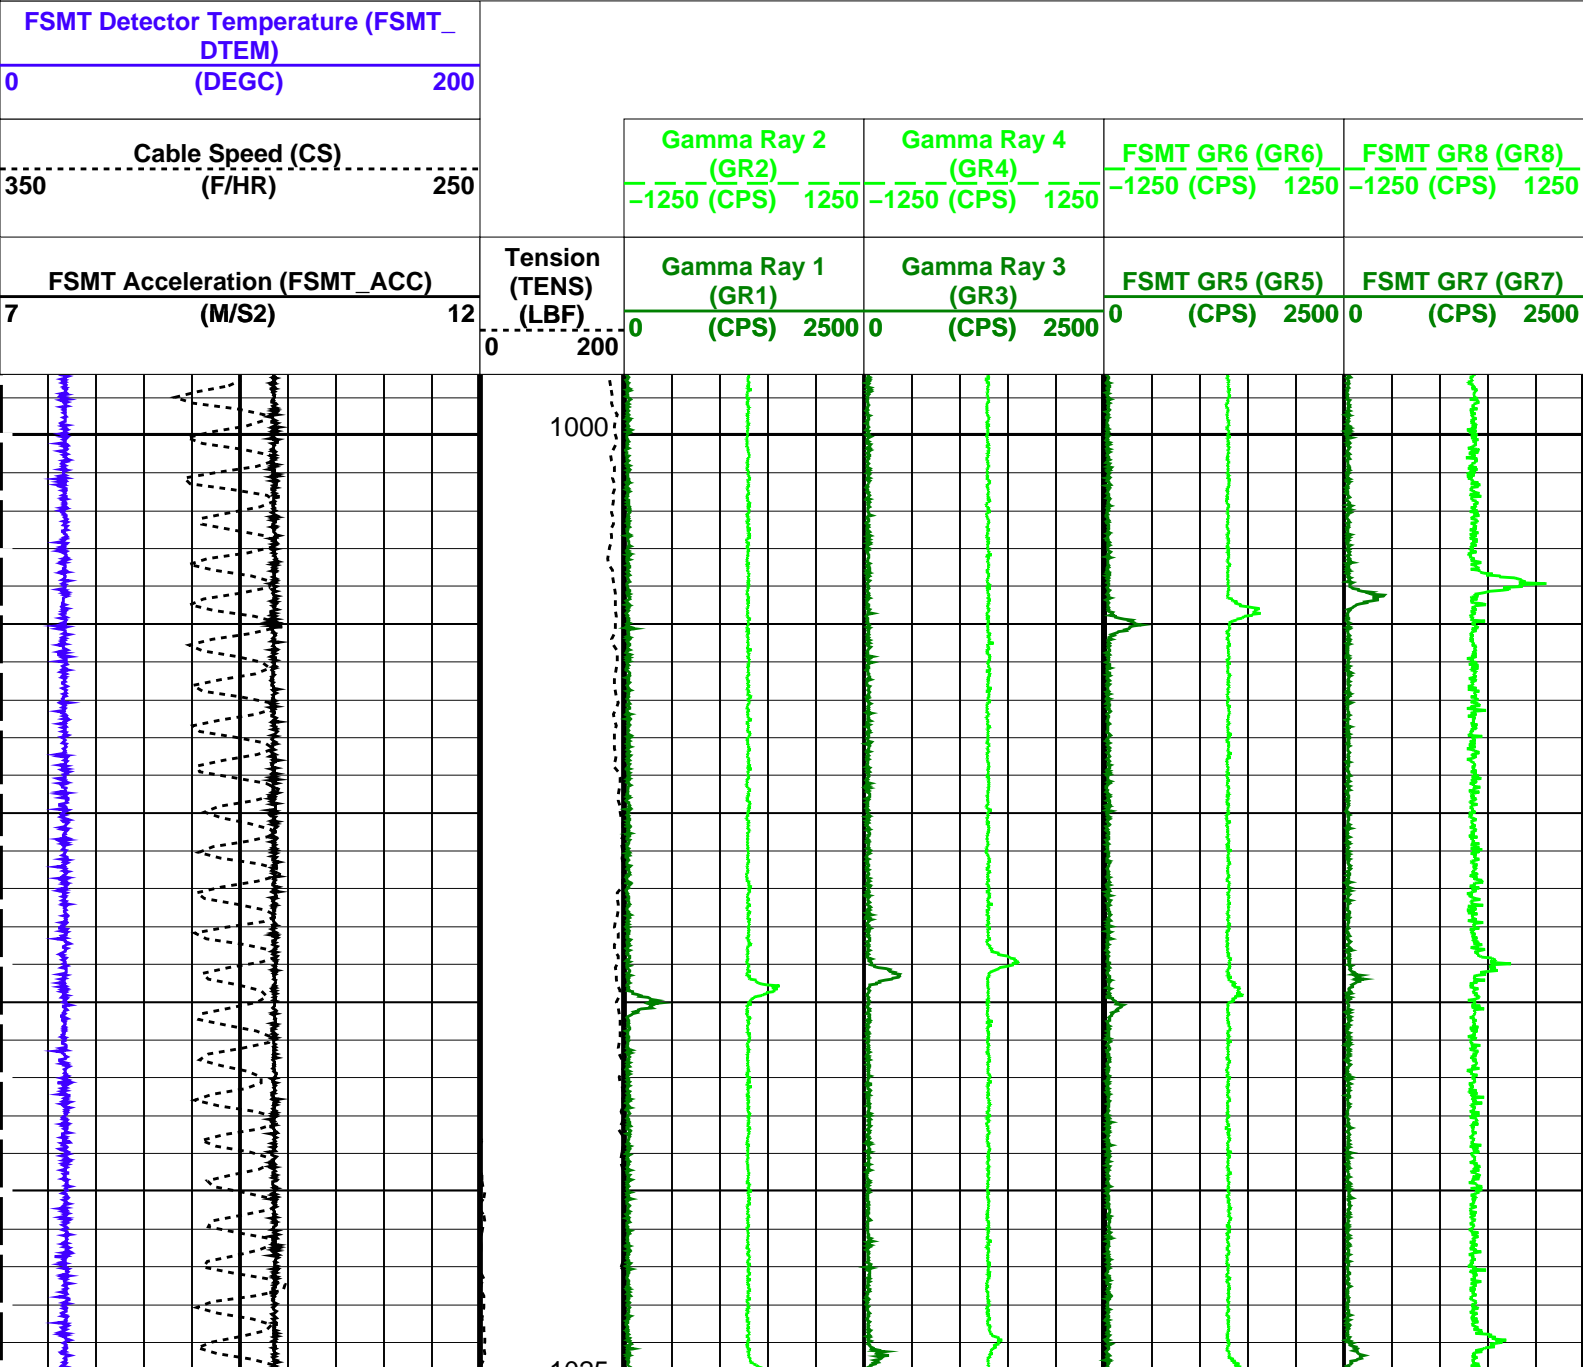 FSMT Detector Temperature (FSMT_
DTEM)
0 (DEGC) 200
Cable Speed (CS)
350 (F/HR) 250
FSMT Acceleration (FSMT_ACC)
7 (M/S2) 12
Tension
(TENS)
(LBF)
0 200
Gamma Ray 2
(GR2)
−1250 (CPS) 1250
Gamma Ray 1
(GR1)
0 (CPS) 2500
Gamma Ray 4
(GR4)
−1250 (CPS) 1250
Gamma Ray 3
(GR3)
0 (CPS) 2500
FSMT GR6 (GR6)
−1250 (CPS) 1250
FSMT GR5 (GR5)
0 (CPS) 2500
FSMT GR8 (GR8)
−1250 (CPS) 1250
FSMT GR7 (GR7)
0 (CPS) 2500
1000